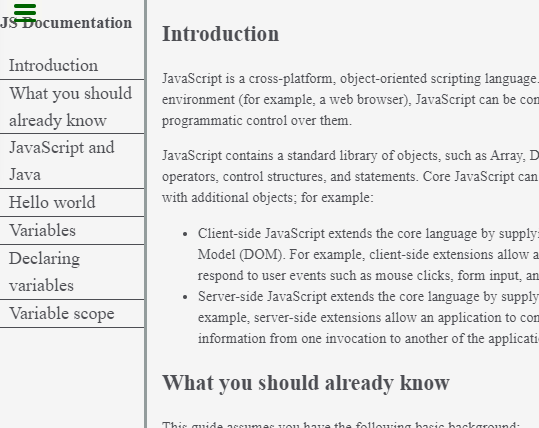 JS Documentation
Introduction
What you should
already know
JavaScript and
Java
Hello world
Variables
Declaring
variables
Variable scope
Introduction
JavaScript is a cross-platform, object-oriented scripting language.
environment (for example, a web browser), JavaScript can be con
programmatic control over them.
JavaScript contains a standard library of objects, such as Array, D
operators, control structures, and statements. Core JavaScript can
with additional objects; for example:
• Client-side JavaScript extends the core language by supply
Model (DOM). For example, client-side extensions allow a
respond to user events such as mouse clicks, form input, an
• Server-side JavaScript extends the core language by supply
example, server-side extensions allow an application to con
information from one invocation to another of the applicati
What you should already know
This guide assumes you have the following basic background: